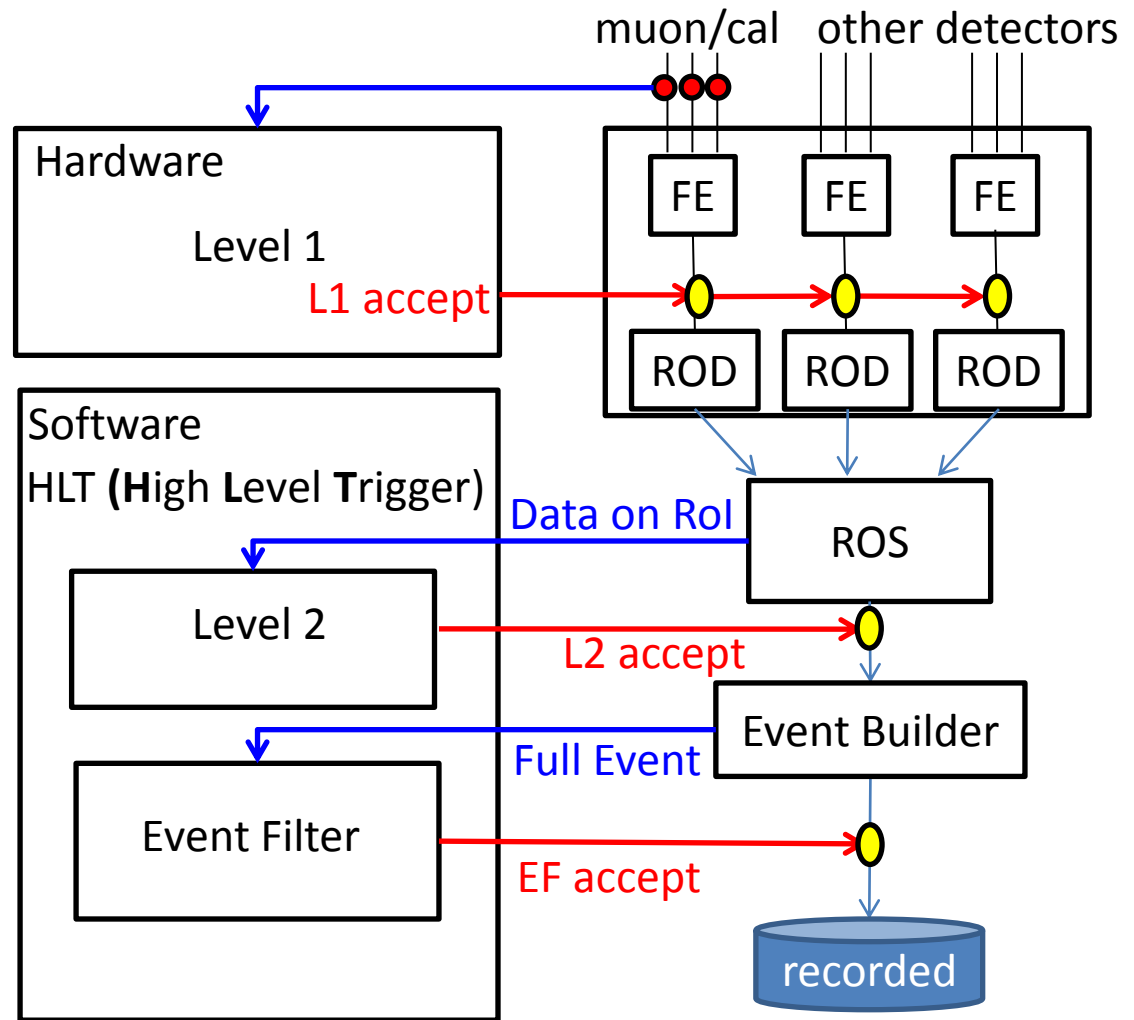 muon/cal other detectors
Hardware
Level 1
L1 accept
FE FE FE
ROD ROD ROD
Software
HLT (High Level Trigger)
Data on RoI
ROS
Level 2
L2 accept
Event Builder
Full Event
Event Filter
EF accept
recorded